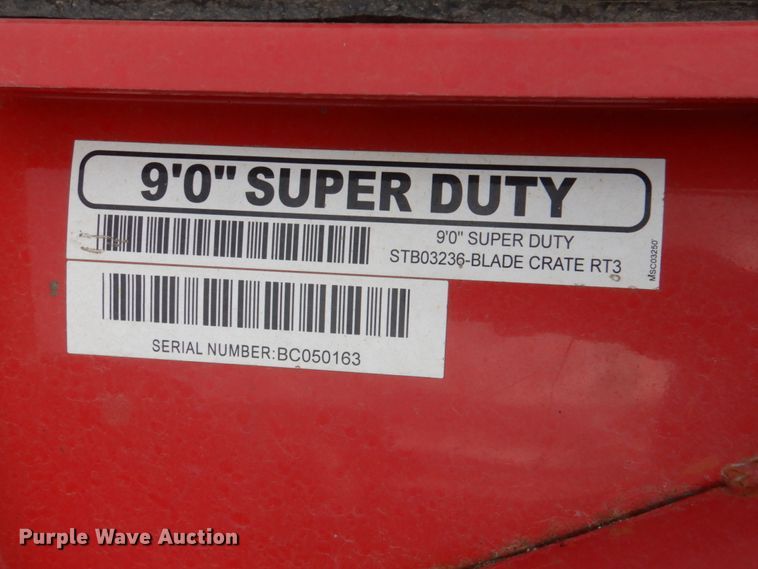 9'0" SUPER DUTY
9'0" SUPER DUTY
STB03236-BLADE CRATE RT3
MSC03250
SERIAL NUMBER:BC050163
Purple Wave Auction